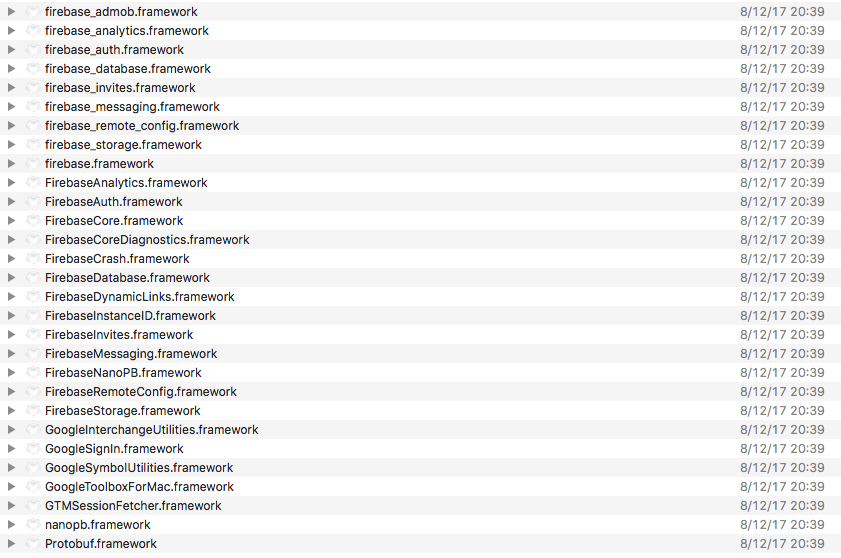 firebase_admob.framework 8/12/17 20:39
firebase_analytics.framework 8/12/17 20:39
firebase_auth.framework 8/12/17 20:39
firebase_database.framework 8/12/17 20:39
firebase_invites.framework 8/12/17 20:39
firebase_messaging.framework 8/12/17 20:39
firebase_remote_config.framework 8/12/17 20:39
firebase_storage.framework 8/12/17 20:39
firebase.framework 8/12/17 20:39
FirebaseAnalytics.framework 8/12/17 20:39
FirebaseAuth.framework 8/12/17 20:39
FirebaseCore.framework 8/12/17 20:39
FirebaseCoreDiagnostics.framework 8/12/17 20:39
FirebaseCrash.framework 8/12/17 20:39
FirebaseDatabase.framework 8/12/17 20:39
FirebaseDynamicLinks.framework 8/12/17 20:39
FirebaseInstanceID.framework 8/12/17 20:39
FirebaseInvites.framework 8/12/17 20:39
FirebaseMessaging.framework 8/12/17 20:39
FirebaseNanoPB.framework 8/12/17 20:39
FirebaseRemoteConfig.framework 8/12/17 20:39
FirebaseStorage.framework 8/12/17 20:39
GoogleInterchangeUtilities.framework 8/12/17 20:39
GoogleSignIn.framework 8/12/17 20:39
GoogleSymbolUtilities.framework 8/12/17 20:39
GoogleToolboxForMac.framework 8/12/17 20:39
GTMSessionFetcher.framework 8/12/17 20:39
nanopb.framework 8/12/17 20:39
Protobuf.framework 8/12/17 20:39